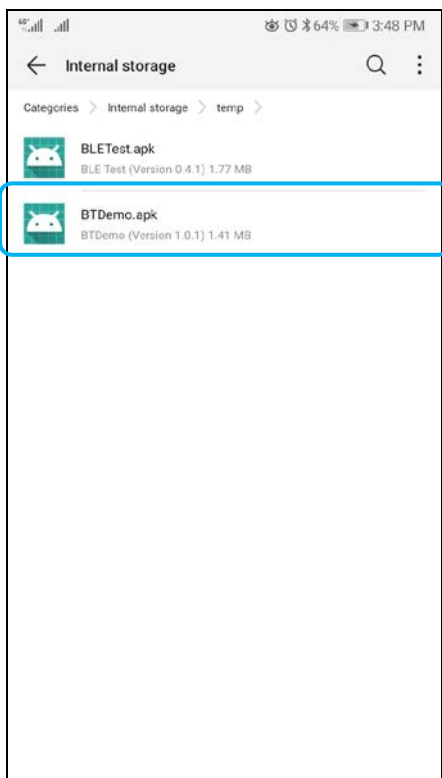 64% 3:48 PM
Internal storage
Categories > Internal storage > temp >
BLETest.apk
BLE Test (Version 0.4.1) 1.77 MB
BTDemo.apk
BTDemo (Version 1.0.1) 1.41 MB